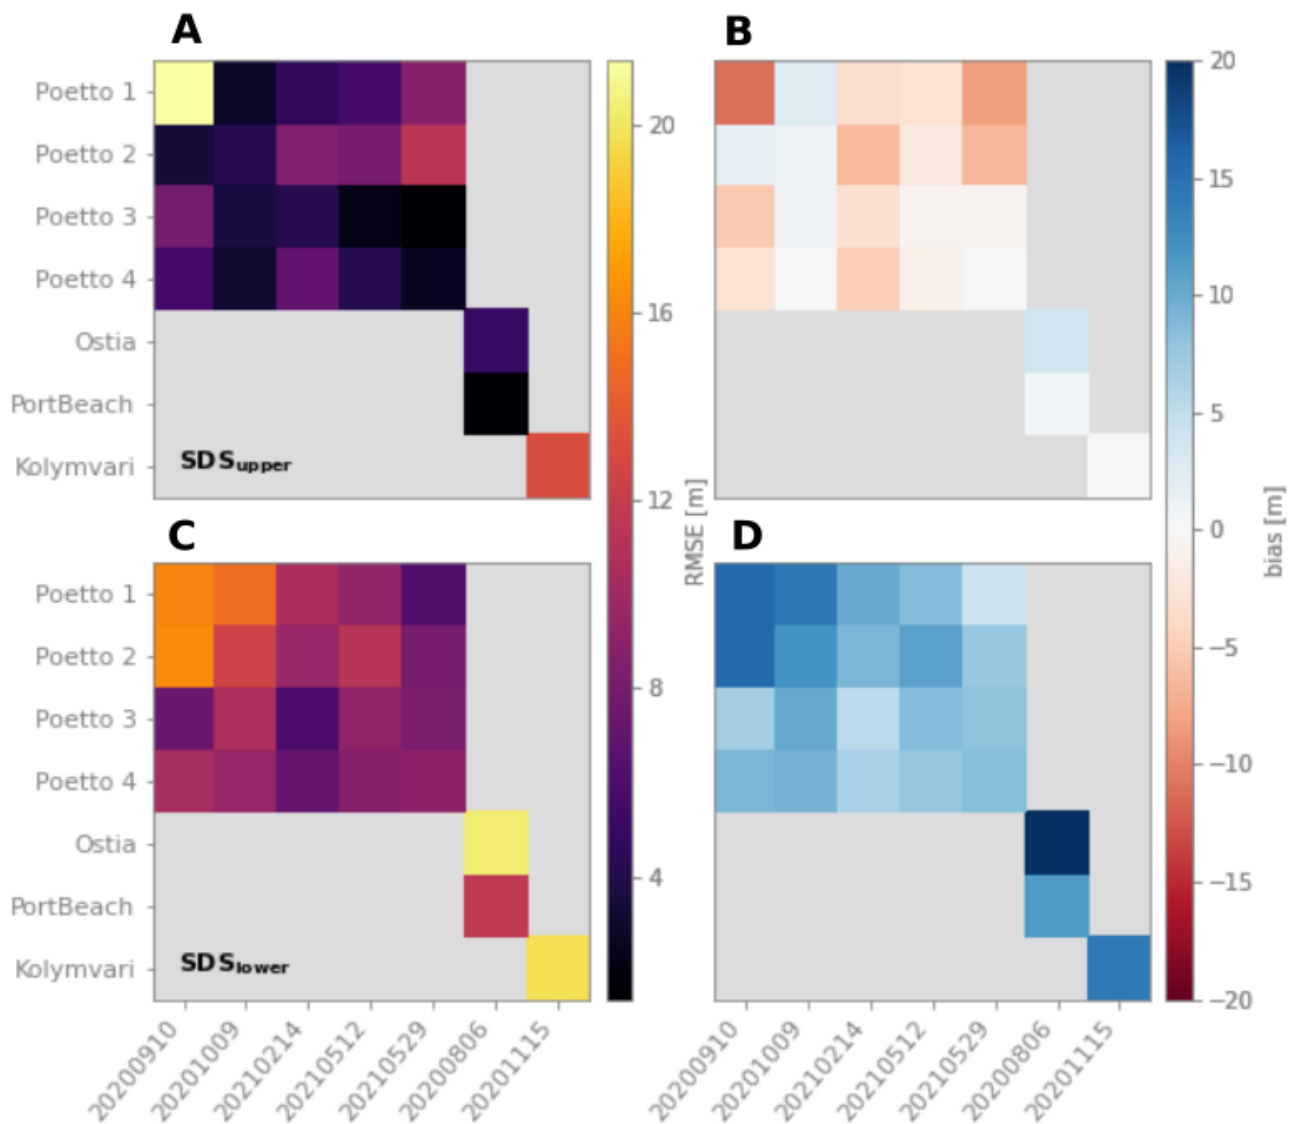 A
B
Poetto 1
Poetto 2
Poetto 3
Poetto 4
Ostia
PortBeach
Kolymvari
SDSupper
20
16
12
8
4
RMSE [m]
20
15
10
5
0
−5
−10
−15
−20
bias [m]
C
D
Poetto 1
Poetto 2
Poetto 3
Poetto 4
Ostia
PortBeach
Kolymvari
SDSlower
20200910
20201009
20210214
20210512
20210529
20200806
20201115
20200910
20201009
20210214
20210512
20210529
20200806
20201115